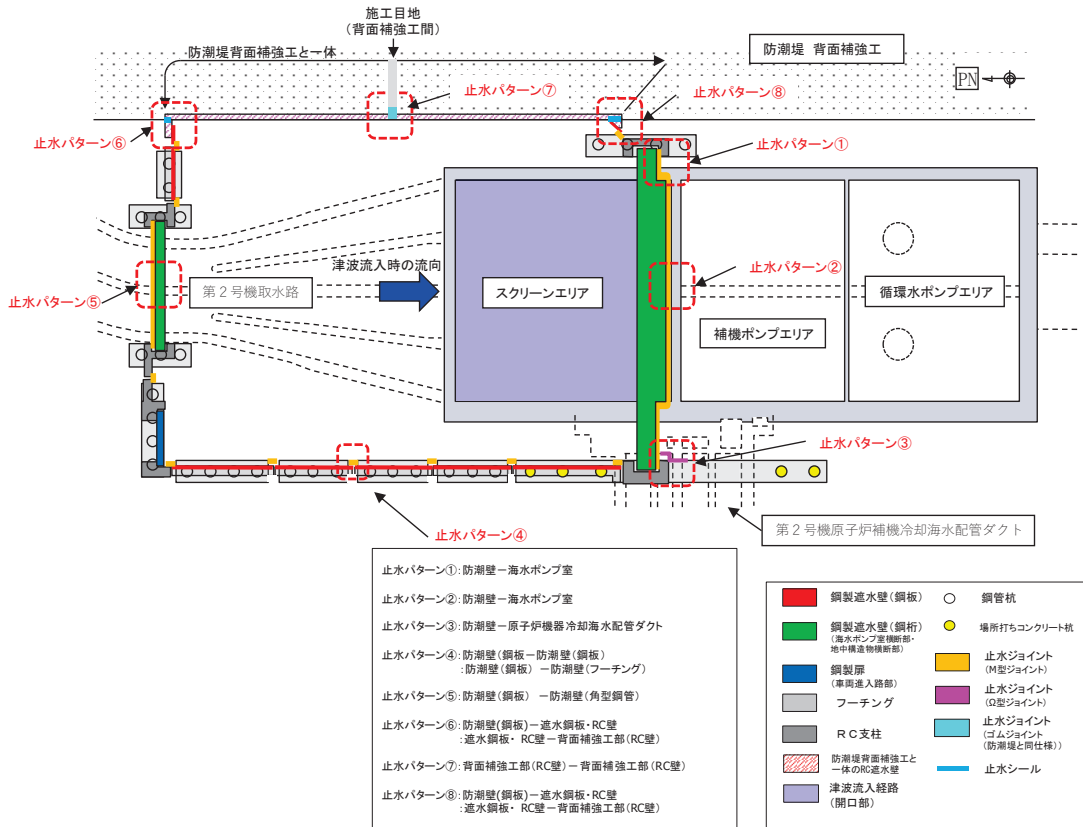 施工目地
(背面補強工間)
防潮堤背面補強工と一体
防潮堤 背面補強工
PN
止水パターン⑦
止水パターン⑧
止水パターン⑥
止水パターン①
津波流入時の流向
止水パターン②
第2号機取水路
止水パターン⑤
スクリーンエリア
循環水ポンプエリア
補機ポンプエリア
止水パターン③
第2号機原子炉補機冷却海水配管ダクト
止水パターン④
止水パターン①:防潮壁-海水ポンプ室
止水パターン②:防潮壁-海水ポンプ室
止水パターン③:防潮壁-原子炉機器冷却海水配管ダクト
止水パターン④:防潮壁(鋼板-防潮壁(鋼板)
:防潮壁(鋼板) -防潮壁(フーチング)
止水パターン⑤:防潮壁(鋼板) -防潮壁(角型鋼管)
止水パターン⑥:防潮壁(鋼板)-遮水鋼板・RC壁
:遮水鋼板・ RC壁-背面補強工部(RC壁)
止水パターン⑦:背面補強工部(RC壁)-背面補強工部(RC壁)
止水パターン⑧:防潮壁(鋼板)-遮水鋼板・RC壁
:遮水鋼板・ RC壁-背面補強工部(RC壁)
鋼製遮水壁(鋼板)
鋼製遮水壁(鋼桁)
(海水ポンプ室横断部・
地中構造物横断部)
鋼製扉
(車両進入路部)
フーチング
RC支柱
防潮堤背面補強工と
一体のRC遮水壁
津波流入経路
(開口部)
鋼管杭
場所打ちコンクリート杭
止水ジョイント
(M型ジョイント)
止水ジョイント
(Ω型ジョイント)
止水ジョイント
(ゴムジョイント
(防潮堤と同仕様))
止水シール